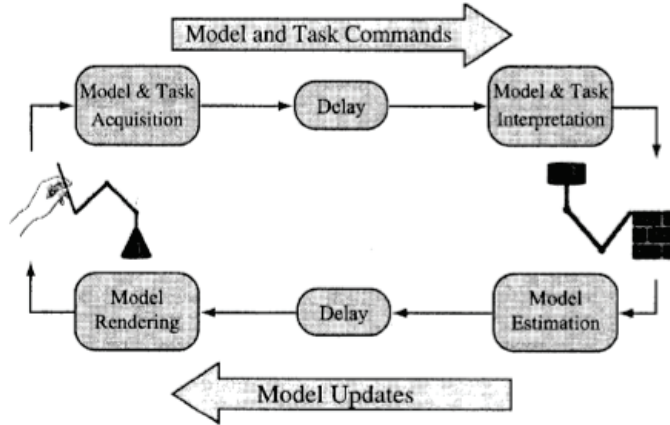 Model and Task Commands
Model & Task
Acquisition
Delay
Model & Task
Interpretation
Model
Rendering
Delay
Model
Estimation
Model Updates